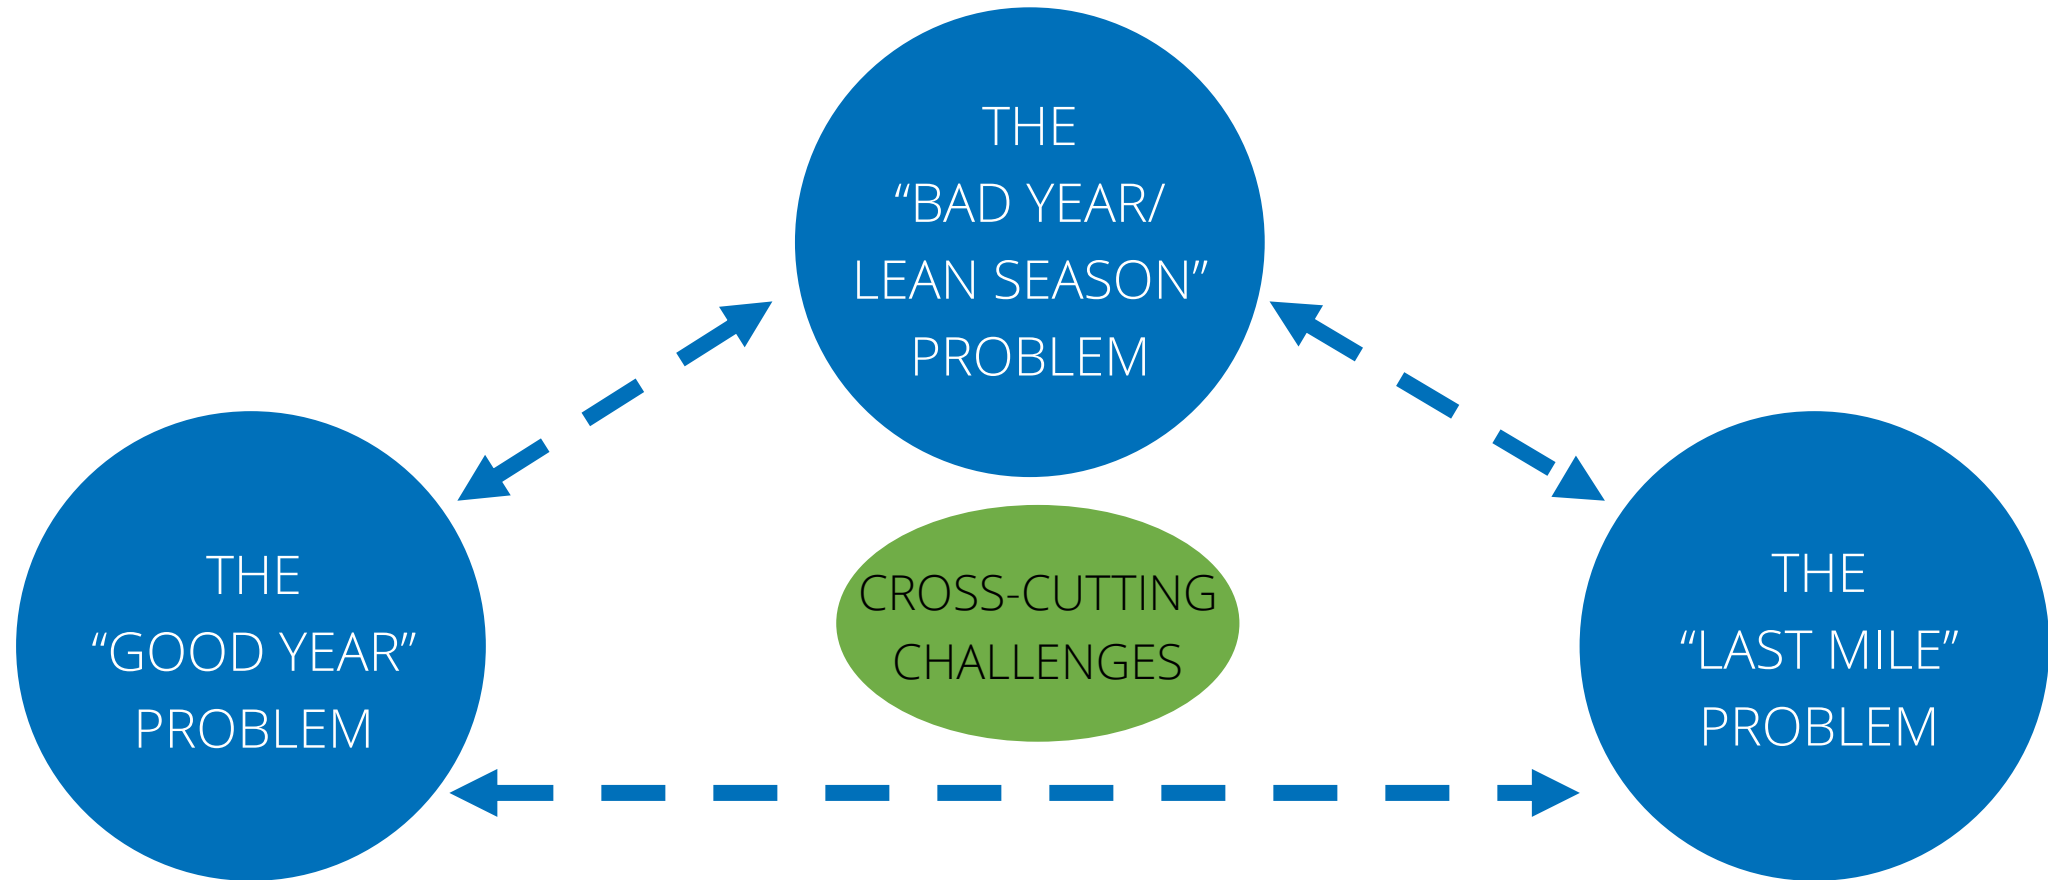 THE
“BAD YEAR/
LEAN SEASON”
PROBLEM
THE
“GOOD YEAR”
PROBLEM
CROSS-CUTTING
CHALLENGES
THE
“LAST MILE”
PROBLEM